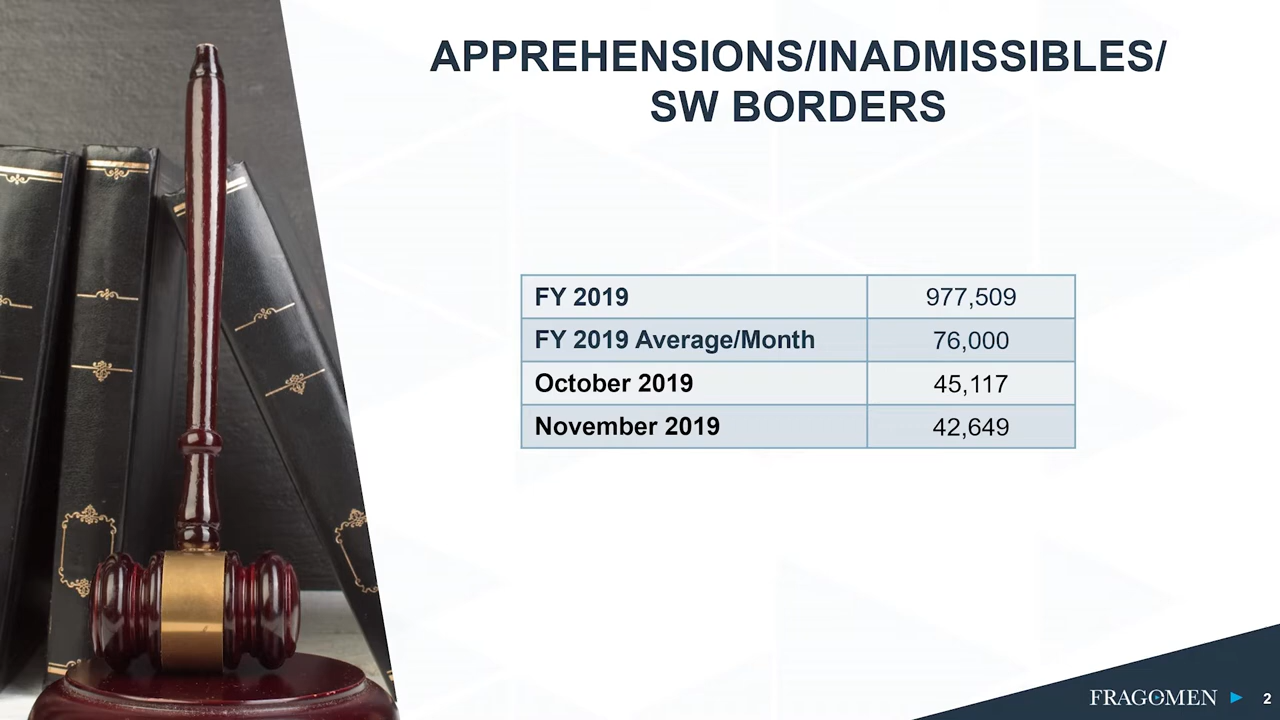 APPREHENSIONS/INADMISSIBLES/
SW BORDERS
FY 2019 977,509
FY 2019 Average/Month 76,000
October 2019 45,117
November 2019 42,649
FRAGOMEN 2